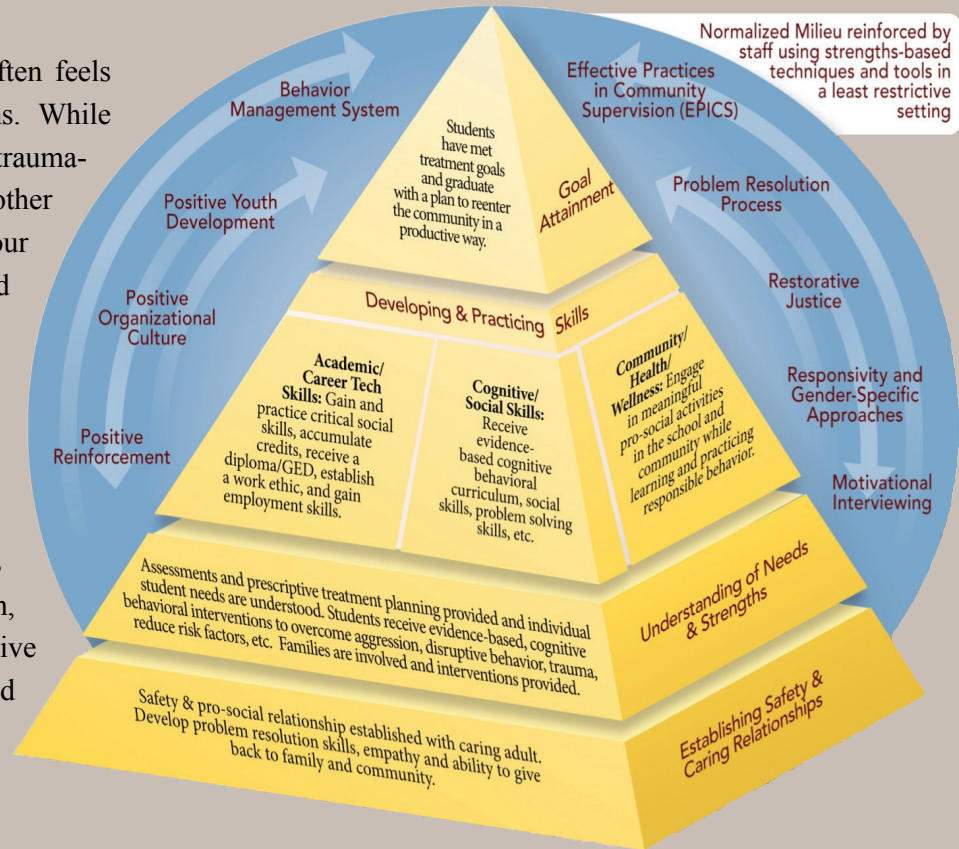 ften feels
ns. While
trauma-
other
our
d
n,
ive
d
Normalized Milieu reinforced by
staff using strengths-based
techniques and tools in
a least restrictive
setting
Behavior
Management System
Positive Youth
Development
Positive
Organizational
Culture
Positive
Reinforcement
Effective Practices
in Community
Supervision (EPICS)
Problem Resolution
Process
Restorative
Justice
Responsivity and
Gender-Specific
Approaches
Motivational
Interviewing
Students
have met
treatment goals
and graduate
with a plan to reenter
the community in a
productive way.
Goal
Attainment
Developing & Practicing Skills
Academic/
Career Tech
Skills: Gain and
practice critical social
skills, accumulate
credits, receive a
diploma/GED, establish
a work ethic, and gain
employment skills.
Cognitive/
Social Skills:
Receive
evidence-
based cognitive
behavioral
curriculum, social
skills, problem solving
skills, etc.
Community/
Health/
Wellness: Engage
in meaningful
pro-social activities
in the school and
community while
learning and practicing
responsible behavior.
Assessments and prescriptive treatment planning provided and individual
student needs are understood. Students receive evidence-based, cognitive
behavioral interventions to overcome aggression, disruptive behavior, trauma,
reduce risk factors, etc. Families are involved and interventions provided.
Understanding of Needs
& Strengths
Safety & pro-social relationship established with caring adult.
Develop problem resolution skills, empathy and ability to give
back to family and community.
Establishing Safety &
Caring Relationships